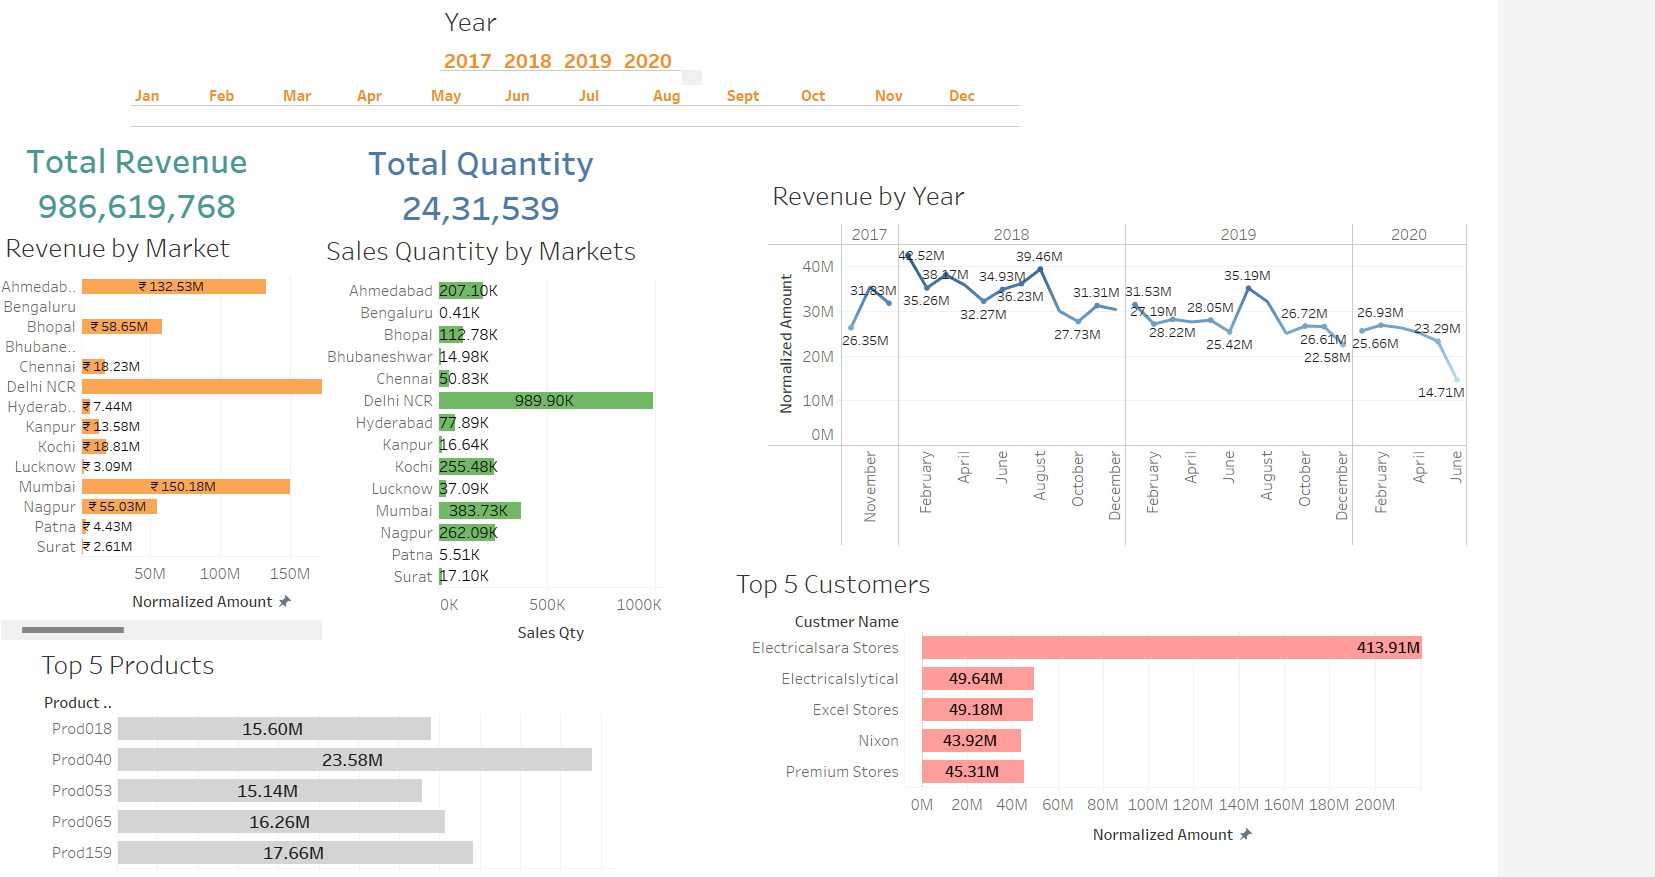 Year
2017 2018 2019 2020
Jan Feb Mar Apr May Jun Jul Aug Sept Oct Nov Dec
Total Revenue
986,619,768
Total Quantity
24,31,539
Revenue by Market
Ahmedab.. ₹ 132.53M
Bengaluru
Bhopal ₹ 58.65M
Bhubane..
Chennai ₹ 18.23M
Delhi NCR
Hyderab.. ₹ 7.44M
Kanpur ₹ 13.58M
Kochi ₹ 18.81M
Lucknow ₹ 3.09M
Mumbai ₹ 150.18M
Nagpur ₹ 55.03M
Patna ₹ 4.43M
Surat ₹ 2.61M
50M 100M 150M
Normalized Amount
Sales Quantity by Markets
Ahmedabad 207.10K
Bengaluru 0.41K
Bhopal 112.78K
Bhubaneshwar 14.98K
Chennai 50.83K
Delhi NCR 989.90K
Hyderabad 77.89K
Kanpur 16.64K
Kochi 255.48K
Lucknow 37.09K
Mumbai 383.73K
Nagpur 262.09K
Patna 5.51K
Surat 17.10K
0K 500K 1000K
Sales Qty
Revenue by Year
2017 2018 2019 2020
Normalized Amount
40M
30M
20M
10M
0M
26.35M 31.83M
42.52M 35.26M 38.17M 32.27M 34.93M 36.23M 39.46M 27.73M 31.31M
31.53M 27.19M 28.22M 28.05M 25.42M 35.19M 26.72M 26.61M 22.58M
25.66M 26.93M 23.29M 14.71M
November February April June August October December February April June August October December February April June
Top 5 Products
Product ..
Prod018 15.60M
Prod040 23.58M
Prod053 15.14M
Prod065 16.26M
Prod159 17.66M
Top 5 Customers
Custmer Name
Electricalsara Stores 413.91M
Electricalslytical 49.64M
Excel Stores 49.18M
Nixon 43.92M
Premium Stores 45.31M
0M 20M 40M 60M 80M 100M 120M 140M 160M 180M 200M
Normalized Amount